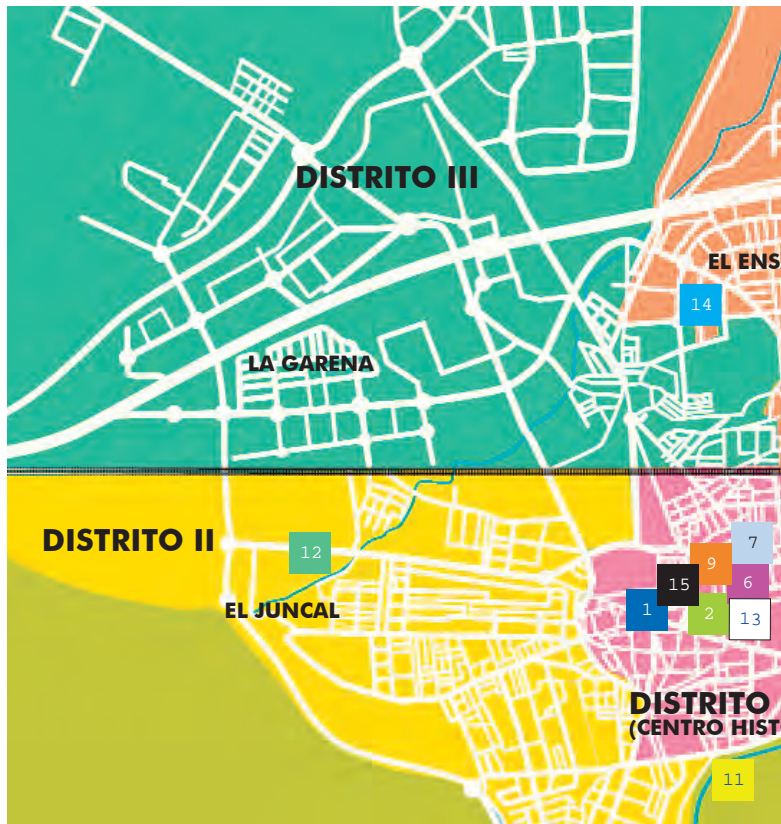 DISTRITO III
EL ENS
14
LA GARENA
DISTRITO II
12
7
9
15
6
EL JUNCAL
1
2
13
DISTRITO
(CENTRO HIST
11